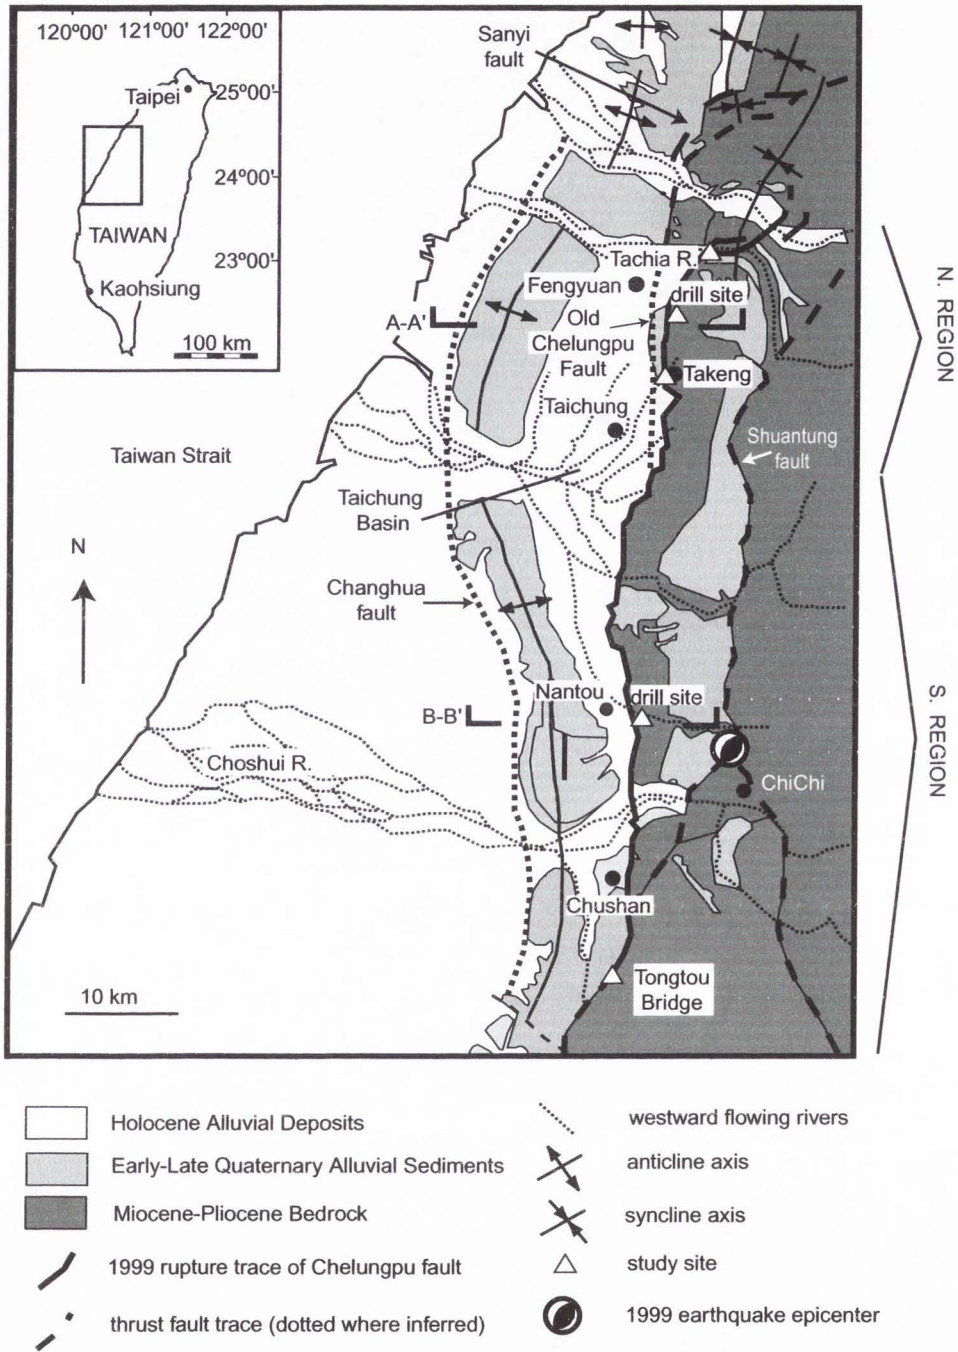 120°00' 121°00' 122°00'
Taipei
25°00'
24°00'
TAIWAN
23°00'
Kaohsiung
100 km
Sanyi
fault
Tachia R.
Fengyuan
drill site
A-A'
Old
Chelungpu
Fault
Takeng
Taichung
Shuantung
fault
Taiwan Strait
Taichung
Basin
N
Changhua
fault
Nantou
drill site
B-B'
Choshui R.
ChiChi
Chushan
Tongtou
Bridge
10 km
N. REGION
S. REGION
Holocene Alluvial Deposits
Early-Late Quaternary Alluvial Sediments
Miocene-Pliocene Bedrock
1999 rupture trace of Chelungpu fault
thrust fault trace (dotted where inferred)
westward flowing rivers
anticline axis
syncline axis
study site
1999 earthquake epicenter